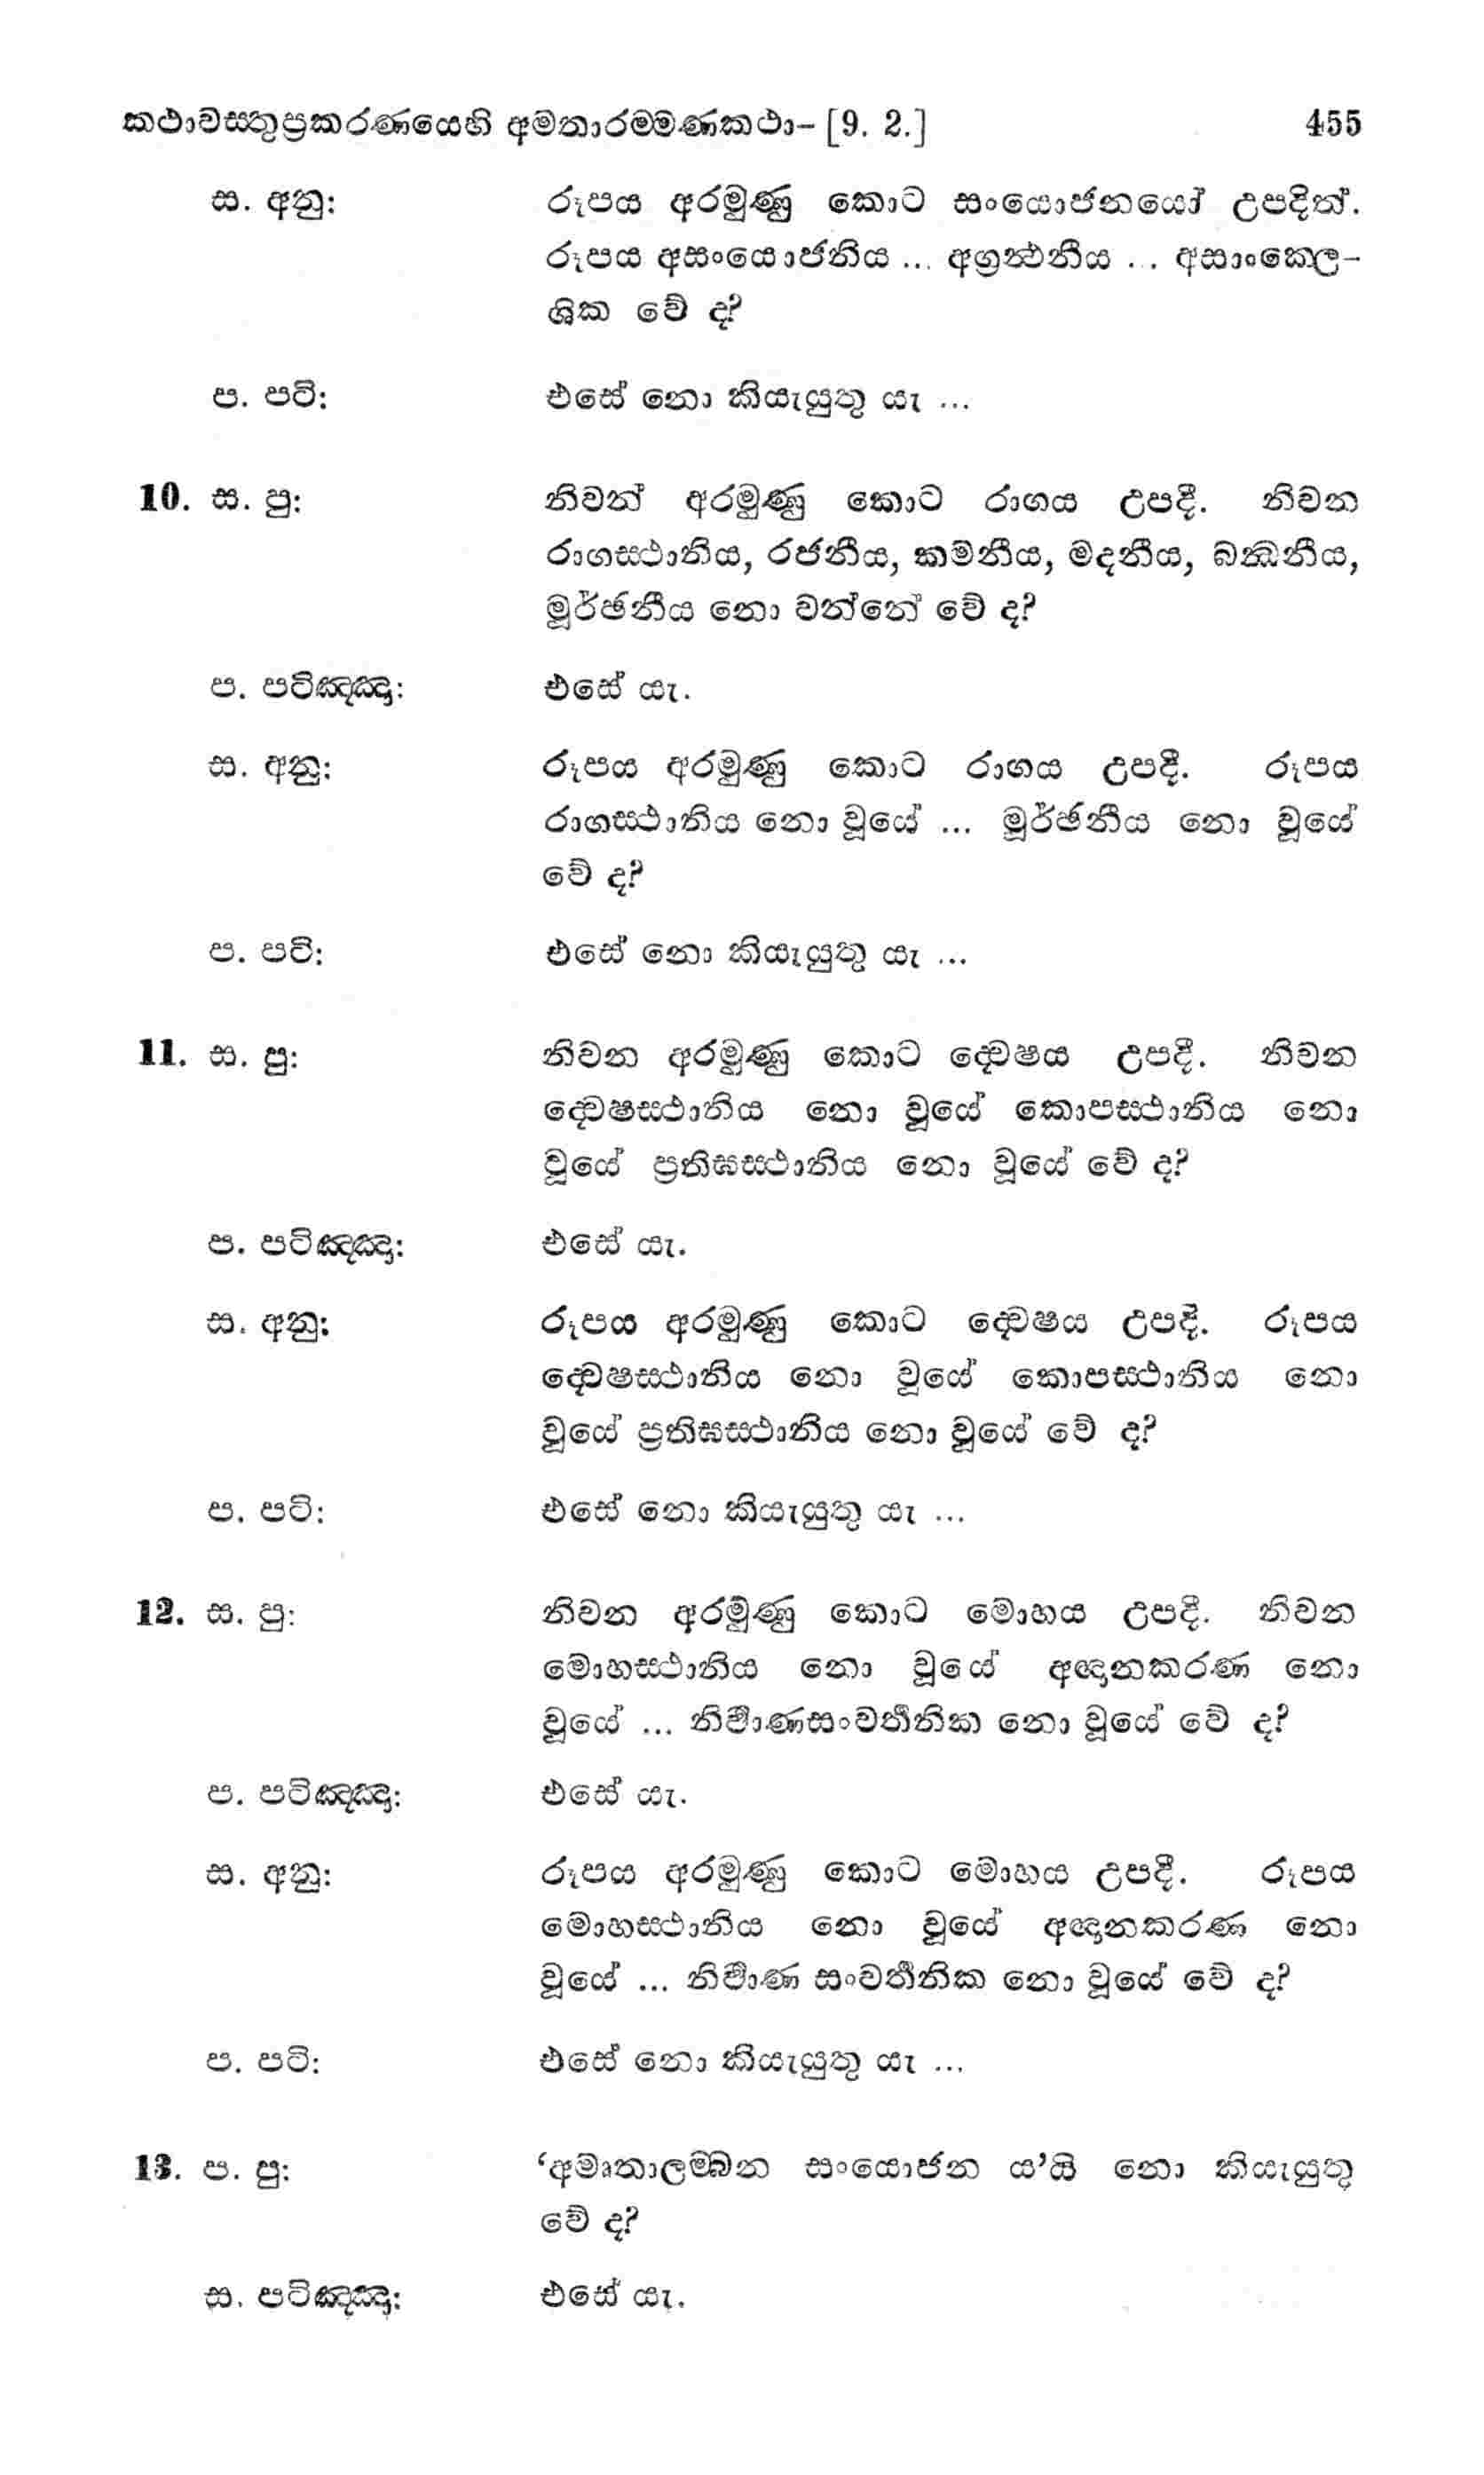 කථාවස්තුප්‍රකරණයෙහි අමතාරම්මණකථා– [9. 2.] 455
ස. අනු: රූපය අරමුණු කොට සංයොජනයෝ උපදිත්.
රූපය අසංයොජනිය ... අග්‍රන්‍ථනීය ... අසාංක්ලෙ-
ශික වේ ද?
ප. පටි: එසේ නො කියැයුතු යැ ...
10. ස. පු: නිවන් අරමුණු කොට රාගය උපදී. නිවන
රාගස්ථානිය, රජනීය, කමනීය, මදනීය, බන්‍ධනීය,
මූර්ඡනීය නො වන්නේ වේ ද?
ප. පටිඤ්ඤා: එසේ යැ.
ස. අනු: රූපය අරමුණු කොට රාගය උපදී. රූපය
රාගස්ථානිය නො වූයේ ... මූර්ඡනීය නො වූයේ
වේ ද?
ප. පටි: එසේ නො කියැයුතු යැ ...
11. ස. පු: නිවන අරමුණු කොට ද්‍වෙෂය උපදී. නිවන
ද්‍වෙෂස්ථානිය නො වූයේ කොපස්ථානිය නො
වූයේ ප්‍රතිඝස්ථානිය නො වූයේ වේ ද?
ප. පටිඤ්ඤා: එසේ යැ.
ස. අනු: රූපය අරමුණු කොට ද්‍වෙෂය උපදී. රූපය
ද්‍වෙෂස්ථානිය නො වූයේ කොපස්ථානිය නො
වූයේ ප්‍රතිඝස්ථානිය නො වූයේ වේ ද?
ප. පටි: එසේ නො කියැයුතු යැ ...
12. ස. පු: නිවන අරමුණු කොට මොහය උපදී. නිවන
මොහස්ථානිය නො වූයේ අඥානකරණ නො
වූයේ ... නිර්‍වාණසංවර්‍තනික නො වූයේ වේ ද?
ප. පටිඤ්ඤා: එසේ යැ.
ස. අනු: රූපය අරමුණු කොට මොහය උපදී. රූපය
මොහස්ථානිය නො වූයේ අඥානකරණ නො
වූයේ ... නිර්‍වාණ සංවර්‍තනික නො වූයේ වේ ද?
ප. පටි: එසේ නො කියැයුතු යැ ...
13. ප. පු: ‘අමෘතාලම්බන සංයොජන ය’යි නො කියැයුතු
වේ ද?
ස. පටිඤ්ඤා: එසේ යැ.